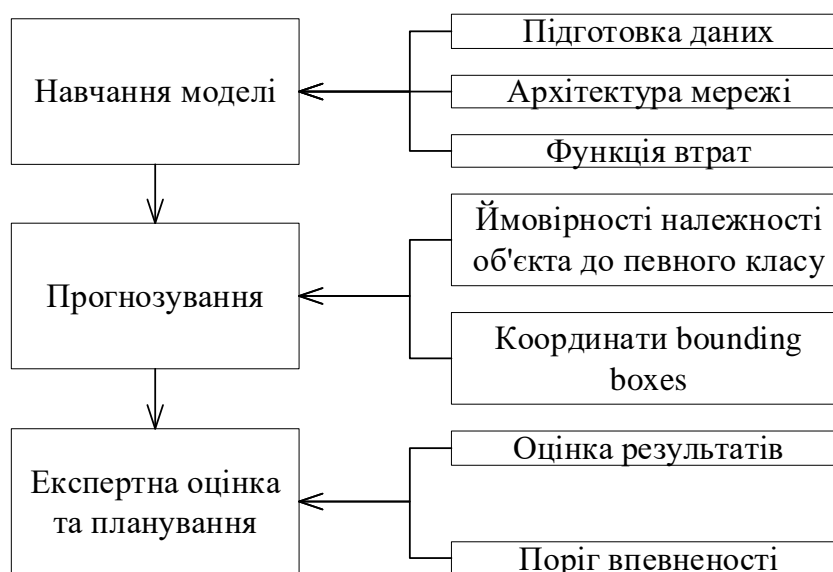 Підготовка даних
Навчання моделі
Архітектура мережі
Функція втрат
Ймовірності належності
об'єкта до певного класу
Прогнозування
Координати bounding
boxes
Оцінка результатів
Експертна оцінка
та планування
Поріг впевненості